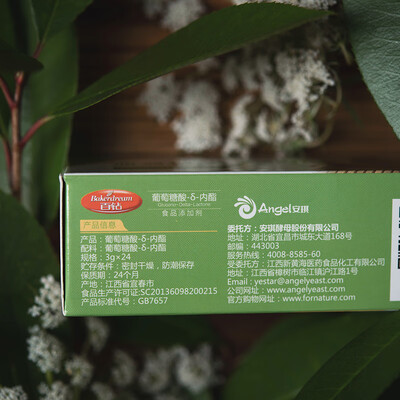 Bakerdream
百钻
葡萄糖酸-δ-内酯
Glucono-Delta-Lactone
食品添加剂
Angel安琪
产品信息
产品：葡萄糖酸-δ-内酯
配料：葡萄糖酸-δ-内酯
规格：3g×24
贮存条件：密封干燥，防潮保存
保质期：24个月
产地：江西省宜春市
食品生产许可证：SC20136098200215
产品标准代号：GB7657
委托方：安琪酵母股份有限公司
地址：湖北省宜昌市城东大道168号
邮编：443003
服务热线：4008-8585-60
受委托方：江西新黄海医药食品化工有限公司
地址：江西省樟树市临江镇沪江路1号
Email：yestar@angelyeast.com
官方网站：www.angelyeast.com
官方购物网站：www.fornature.com